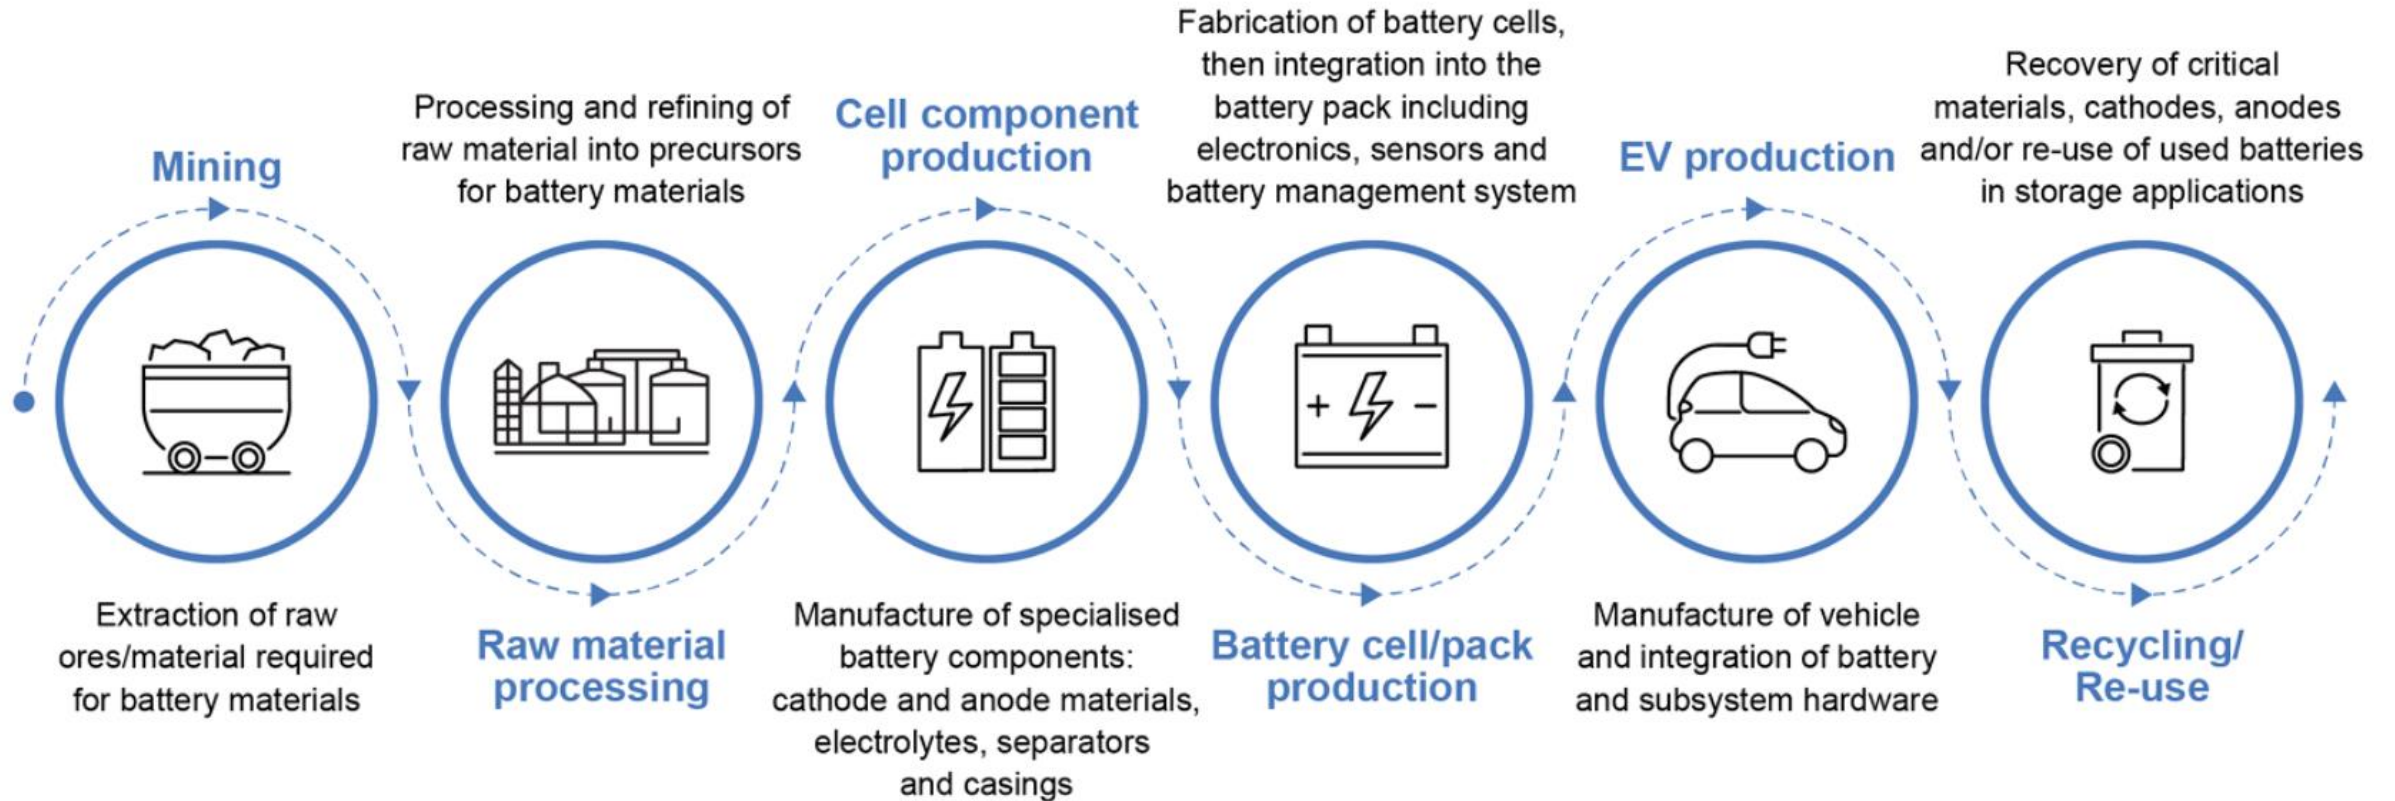 Mining
Extraction of raw
ores/material required
for battery materials
Processing and refining of
raw material into precursors
for battery materials
Raw material
processing
Cell component
production
Manufacture of specialised
battery components:
cathode and anode materials,
electrolytes, separators
and casings
Fabrication of battery cells,
then integration into the
battery pack including
electronics, sensors and
battery management system
+ −
Battery cell/pack
production
EV production
Manufacture of vehicle
and integration of battery
and subsystem hardware
Recovery of critical
materials, cathodes, anodes
and/or re-use of used batteries
in storage applications
Recycling/
Re-use